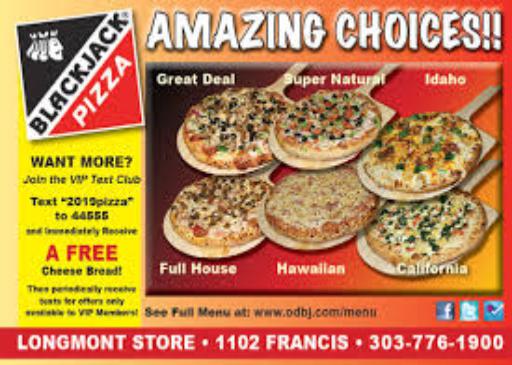 BLACKJACK
PIZZA
AMAZING CHOICES!!
Great Deal
Super Natural
Idaho
Full House
Hawaiian
California
WANT MORE?
Join the VIP Text Club
Text "2019pizza"
to 44555
and Immediately Receive
A FREE
Cheese Bread!
Then periodically receive
texts for offers only
available to VIP Members!
See Full Menu at: www.odbj.com/menu
LONGMONT STORE • 1102 FRANCIS • 303-776-1900